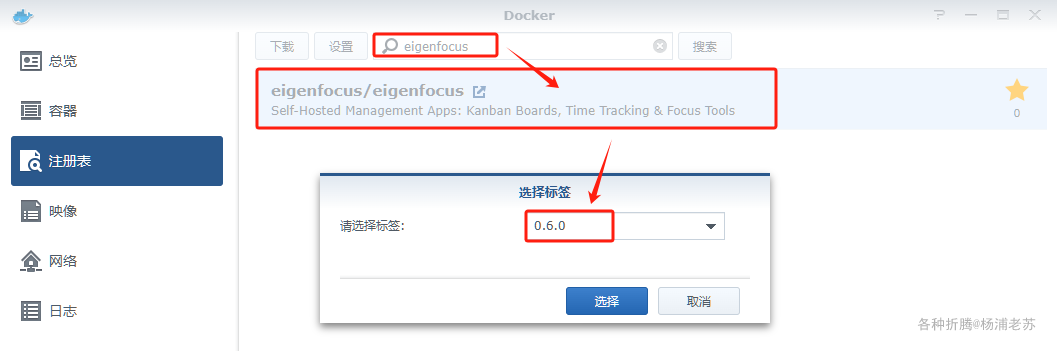 Docker
总览
容器
注册表
映像
网络
日志
下载 设置 eigenfocus 搜索
eigenfocus/eigenfocus
Self-Hosted Management Apps: Kanban Boards, Time Tracking & Focus Tools
0
选择标签
请选择标签: 0.6.0
选择 取消
各种折腾@杨浦老苏